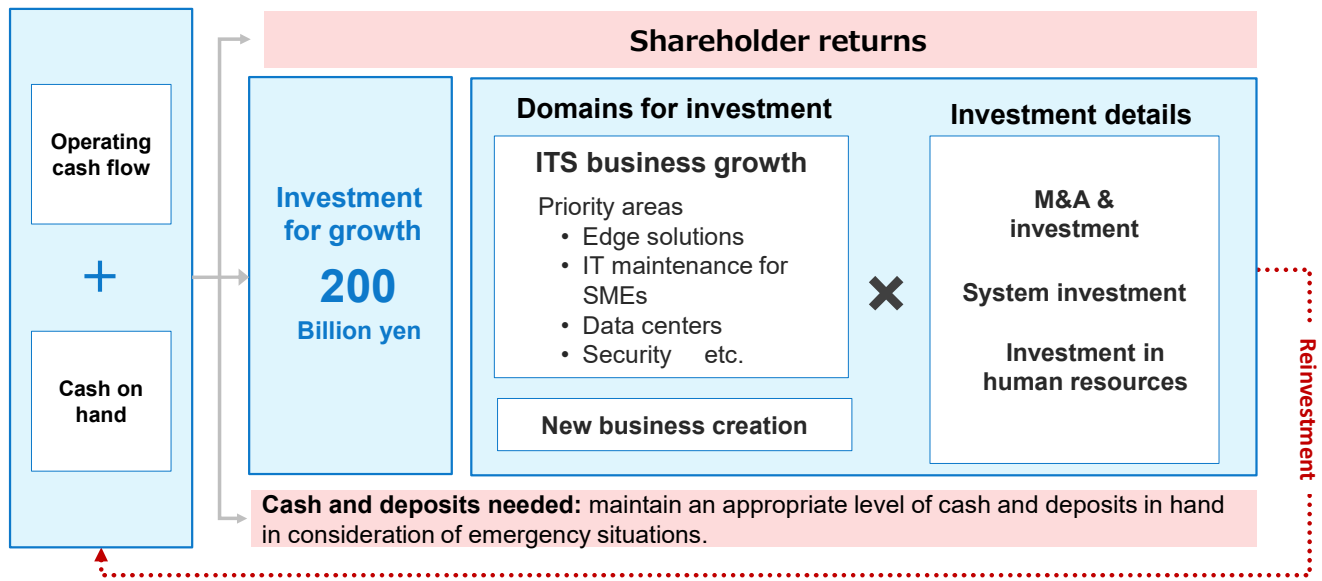 Operating
cash flow
+
Cash on
hand
Shareholder returns
Investment
for growth
200
Billion yen
Domains for investment
ITS business growth
Priority areas
• Edge solutions
• IT maintenance for
SMEs
• Data centers
• Security etc.
New business creation
×
Investment details
M&A &
investment
System investment
Investment in
human resources
Reinvestment
Cash and deposits needed: maintain an appropriate level of cash and deposits in hand
in consideration of emergency situations.